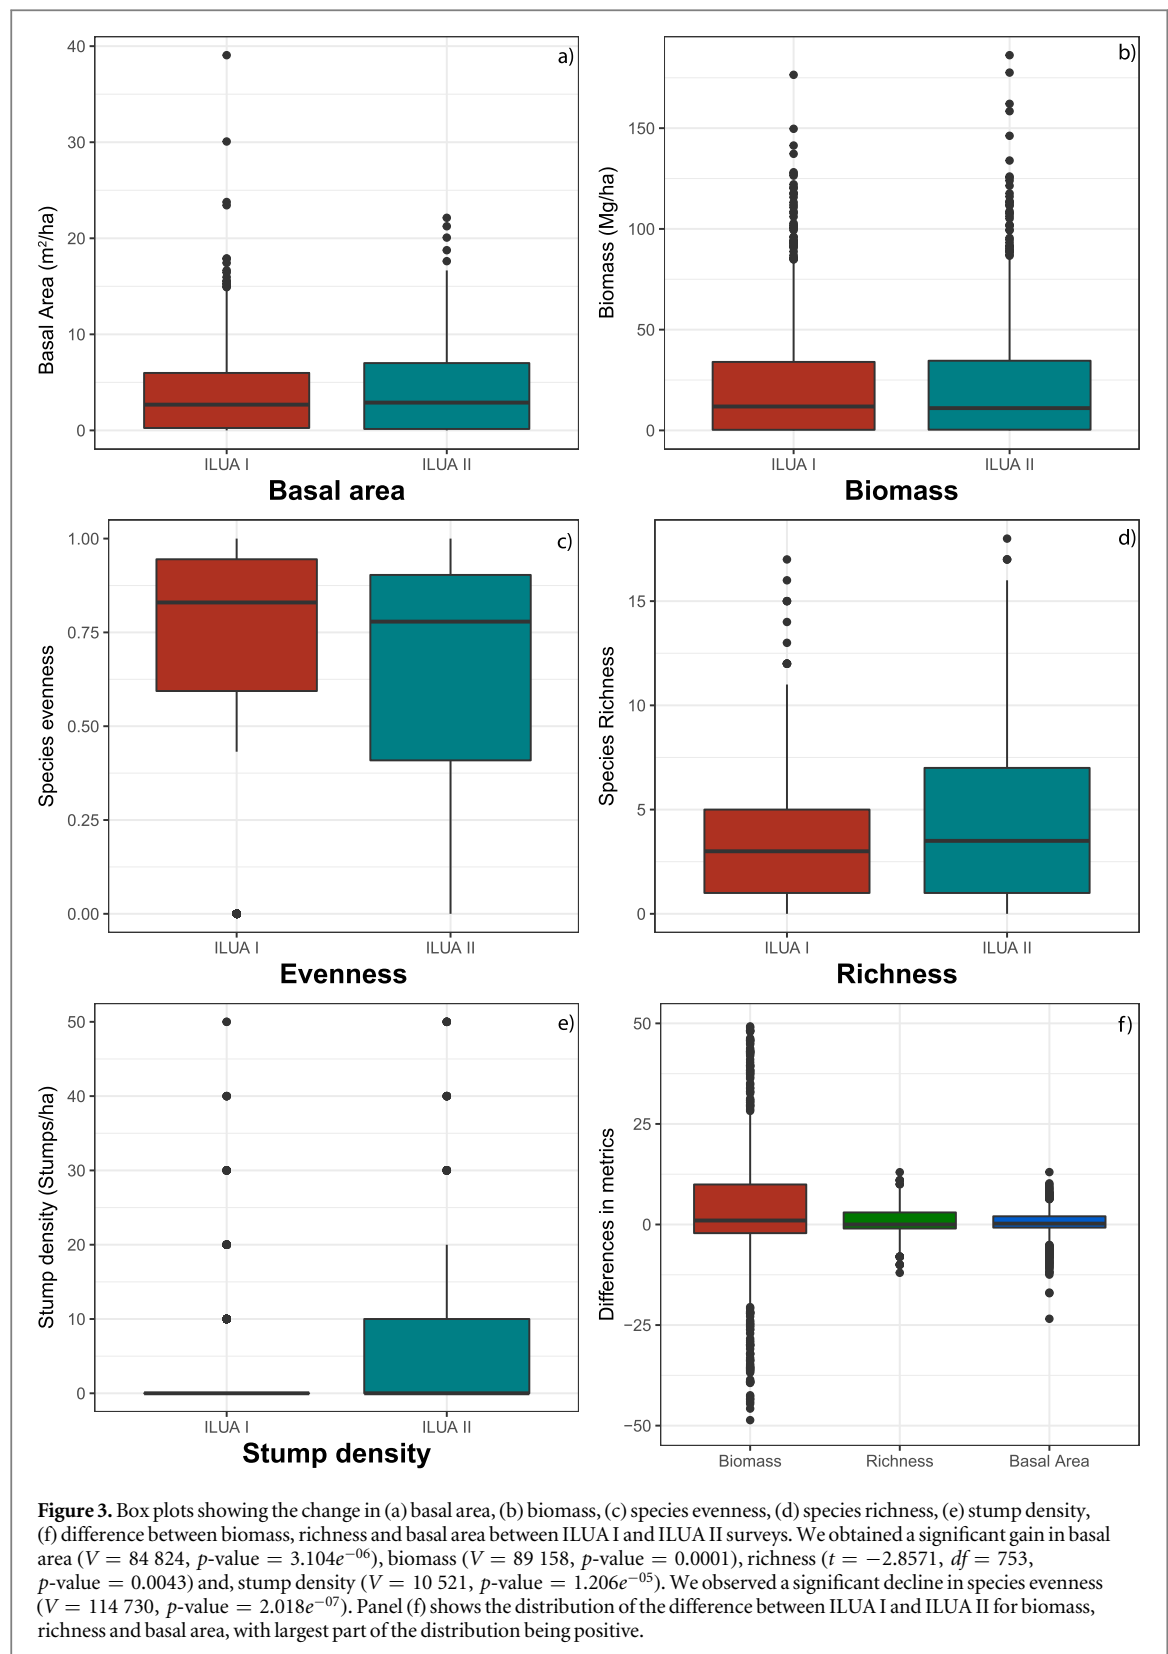 a)
Basal Area (m²/ha)
40
30
20
10
0
ILUA I
ILUA II
Basal area
b)
Biomass (Mg/ha)
150
100
50
0
ILUA I
ILUA II
Biomass
c)
Species evenness
1.00
0.75
0.50
0.25
0.00
ILUA I
ILUA II
Evenness
d)
Species Richness
15
10
5
0
ILUA I
ILUA II
Richness
e)
Stump density (Stumps/ha)
50
40
30
20
10
0
ILUA I
ILUA II
Stump density
f)
Differences in metrics
50
25
0
−25
−50
Biomass
Richness
Basal Area
Figure 3. Box plots showing the change in (a) basal area, (b) biomass, (c) species evenness, (d) species richness, (e) stump density,
(f) difference between biomass, richness and basal area between ILUA I and ILUA II surveys. We obtained a significant gain in basal
area (V = 84 824, p-value = 3.104e−06), biomass (V = 89 158, p-value = 0.0001), richness (t = −2.8571, df = 753,
p-value = 0.0043) and, stump density (V = 10 521, p-value = 1.206e−05). We observed a significant decline in species evenness
(V = 114 730, p-value = 2.018e−07). Panel (f) shows the distribution of the difference between ILUA I and ILUA II for biomass,
richness and basal area, with largest part of the distribution being positive.